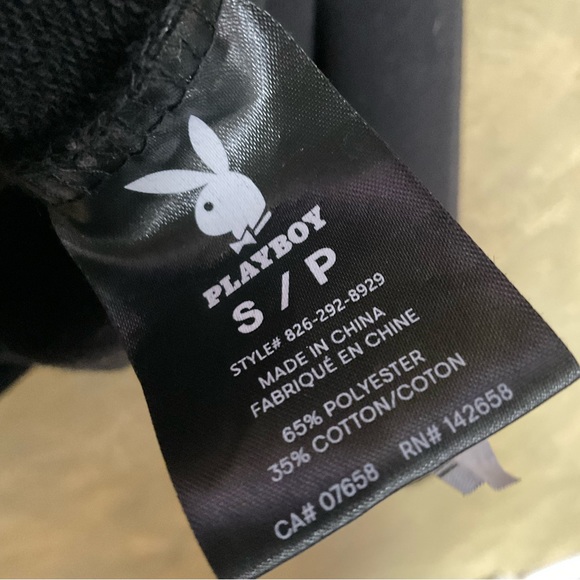 PLAYBOY
S / P
STYLE# 826-292-8929
MADE IN CHINA
FABRIQUÉ EN CHINE
65% POLYESTER
35% COTTON/COTON
CA# 07658 RN# 142658